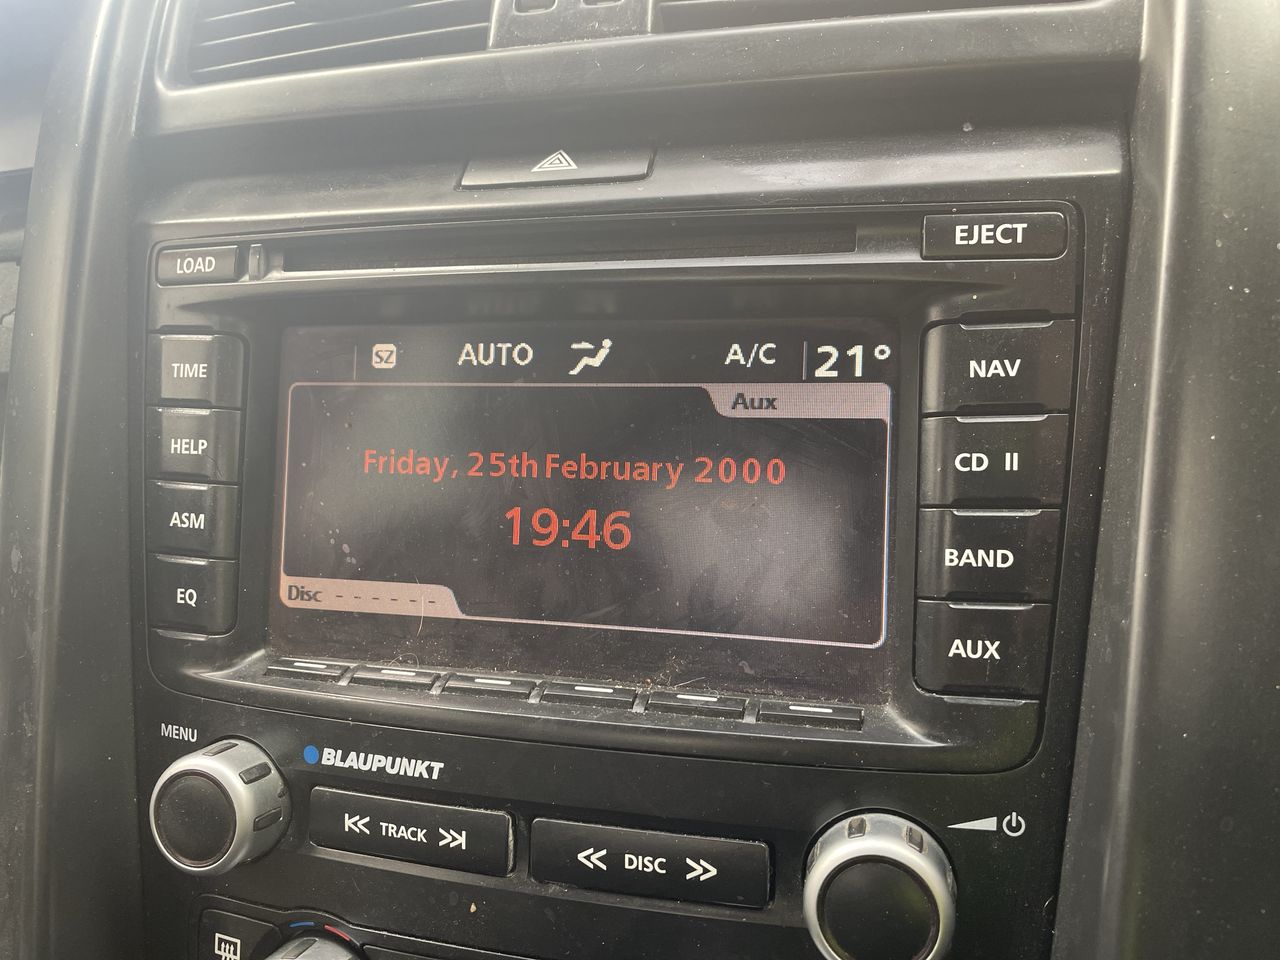 LOAD
EJECT
SZ AUTO A/C 21°
TIME
NAV
Aux
HELP
Friday, 25th February 2000
CD II
ASM
19:46
BAND
EQ
Disc - - - - - -
AUX
MENU
BLAUPUNKT
TRACK
DISC